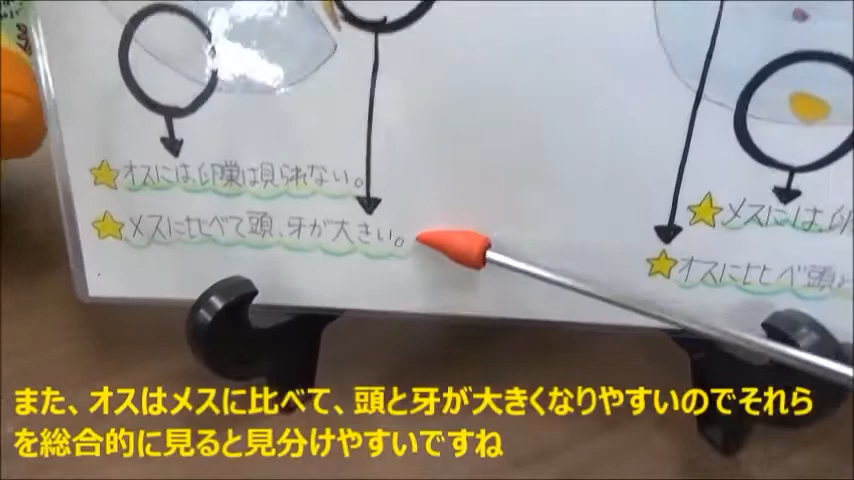 オスには卵巣は見られない。
メスに比べて頭、牙が大きい。
メスには
オスに比べ頭
また、オスはメスに比べて、頭と牙が大きくなりやすいのでそれら
を総合的に見ると見分けやすいですね